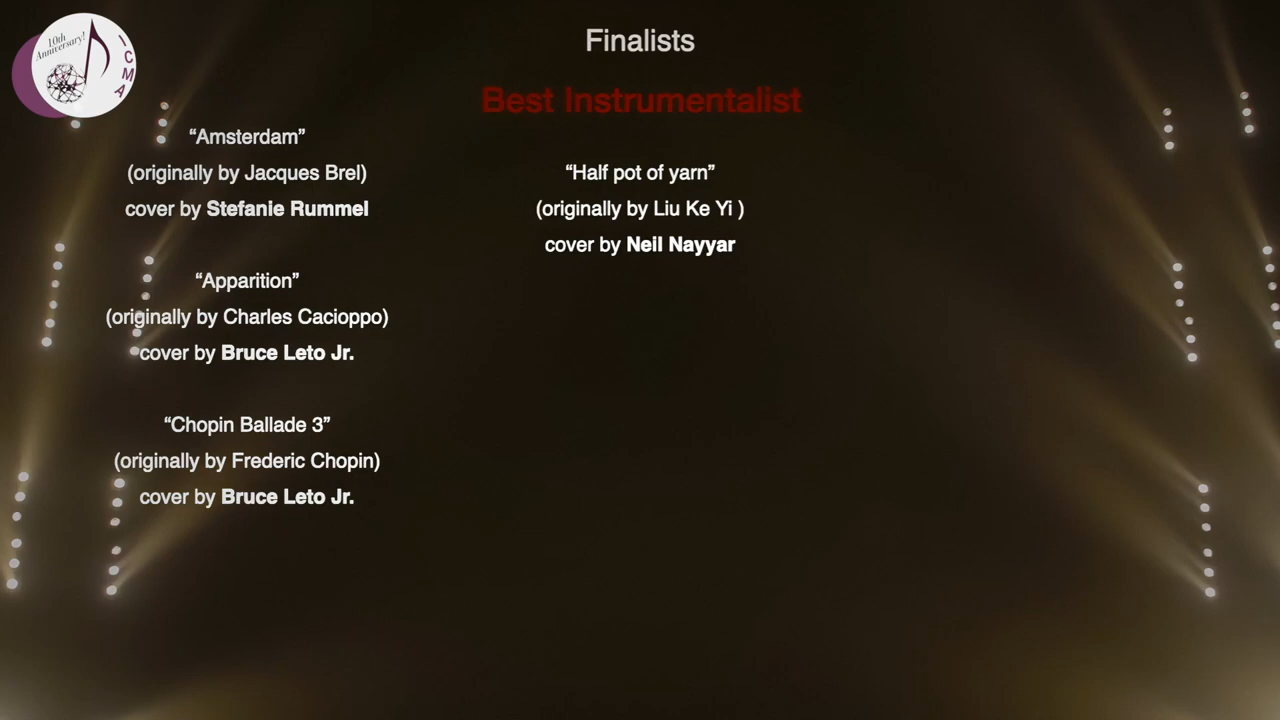 10th
Anniversary!
ICMA
Finalists
Best Instrumentalist
“Amsterdam”
(originally by Jacques Brel)
cover by Stefanie Rummel
“Apparition”
(originally by Charles Cacioppo)
cover by Bruce Leto Jr.
“Chopin Ballade 3”
(originally by Frederic Chopin)
cover by Bruce Leto Jr.
“Half pot of yarn”
(originally by Liu Ke Yi )
cover by Neil Nayyar